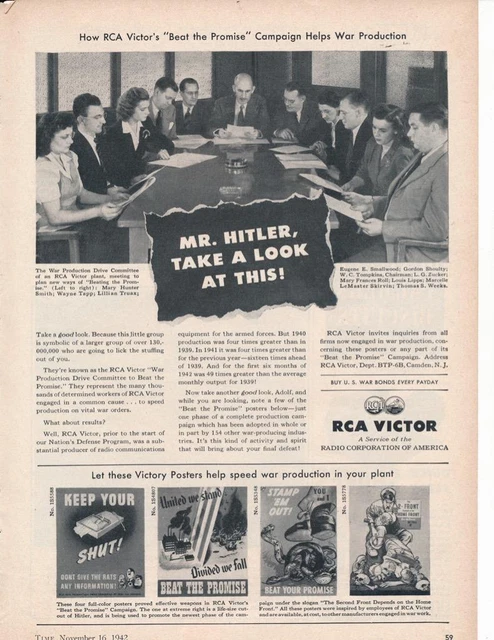 How RCA Victor's "Beat the Promise" Campaign Helps War Production
MR. HITLER,
TAKE A LOOK
AT THIS!
The War Production Drive Committee
of an RCA Victor plant, meeting to
plan new ways of "Beating the Prom-
ise." (Left to right): Mary Hunter
Smith; Wayne Tapp; Lillian Truax;
Eugene E. Smallwood; Gordon Shoulty;
W. C. Tompkins, Chairman; L. G. Zucker;
Mary Frances Roll; Louis Lippe; Marcelle
LeMaster Skirvin; Thomas S. Weeks.
Take a good look. Because this little group
is symbolic of a larger group of over 130,-
000,000 who are going to lick the stuffing
out of you.
They're known as the RCA Victor "War
Production Drive Committee to Beat the
Promise." They represent the many thou-
sands of determined workers of RCA Victor
engaged in a common cause . . . to speed
production on vital war orders.
What about results?
Well, RCA Victor, prior to the start of
our Nation's Defense Program, was a sub-
stantial producer of radio communications
equipment for the armed forces. But 1940
production was four times greater than in
1939. In 1941 it was four times greater than
for the previous year—sixteen times ahead
of 1939. And for the first six months of
1942 was 49 times greater than the average
monthly output for 1939!
Now take another good look, Adolf, and
while you are looking, note a few of the
"Beat the Promise" posters below—just
one phase of a complete production cam-
paign which has been adopted in whole or
in part by 134 other war-producing indus-
tries. It's this kind of activity and spirit
that will bring about your final defeat!
RCA Victor invites inquiries from all
firms now engaged in war production, con-
cerning these posters or any part of its
"Beat the Promise" Campaign. Address
RCA Victor, Dept. BTP-6B, Camden, N. J.
BUY U. S. WAR BONDS EVERY PAYDAY
RCA
RCA VICTOR
A Service of the
RADIO CORPORATION OF AMERICA
Let these Victory Posters help speed war production in your plant
KEEP YOUR
SHUT!
DONT GIVE THE RATS
ANY INFORMATION!
United we stand
Divided we fall
BEAT THE PROMISE
STAMP
'EM
OUT!
YOU
and I
BEAT YOUR PROMISE
2nd FRONT
HOME FRONT
These four full-color posters proved effective weapons in RCA Victor's
"Beat the Promise" Campaign. The one at extreme right is a life-size cut-
out of Hitler, and is being used to promote the newest phase of the cam-
paign under the slogan "The Second Front Depends on the Home
Front." All these posters were inspired by employees of RCA Victor
and are available, at cost, to other manufacturers engaged in war work.
TIME, November 16, 1942
59